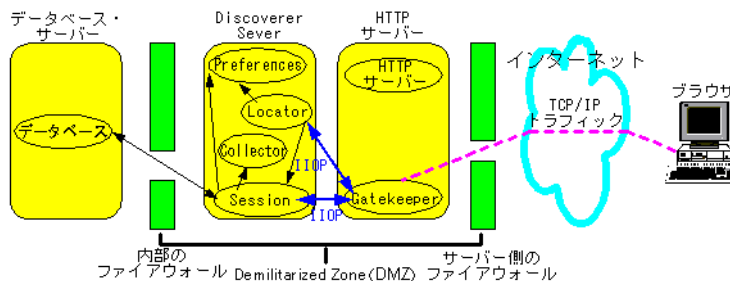 データベース・
サーバー
Discoverer
Sever
HTTP
サーバー
Preferences
HTTP
サーバー
インターネット
ブラウザ
Locator
TCP/IP
トラフィック
データベース
Collector
IIOP
Session
IIOP
Gatekeeper
内部の
ファイアウォール
Demilitarized Zone(DMZ)
サーバー側の
ファイアウォール